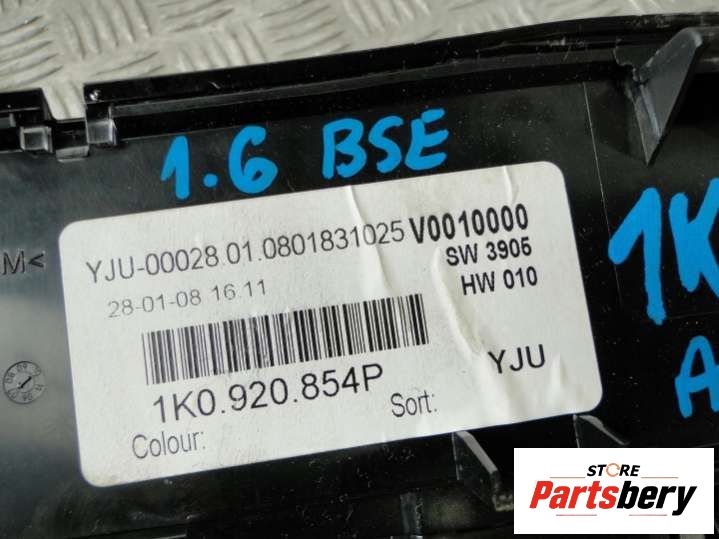 1.6 BSE
1K
A
M<
YJU-00028.01.0801831025 V0010000
SW 3905
28-01-08 16.11
HW 010
YJU
1K0.920.854P
Sort:
Colour:
STORE
Partsbery